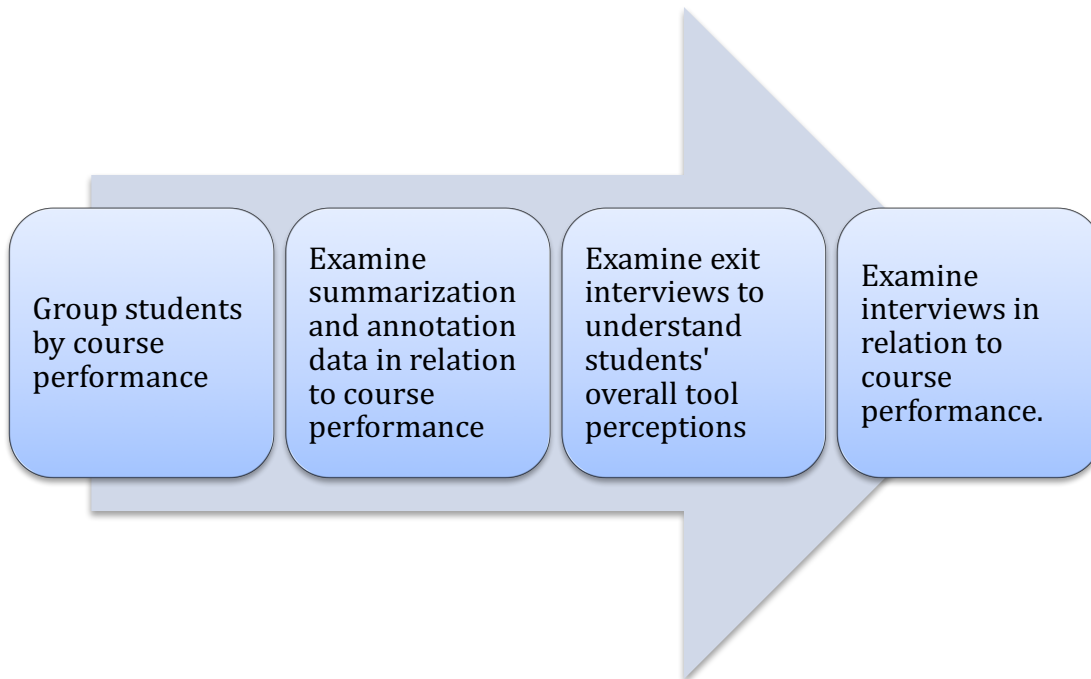 Group students
by course
performance
Examine
summarization
and annotation
data in relation
to course
performance
Examine exit
interviews to
understand
students'
overall tool
perceptions
Examine
interviews in
relation to
course
performance.